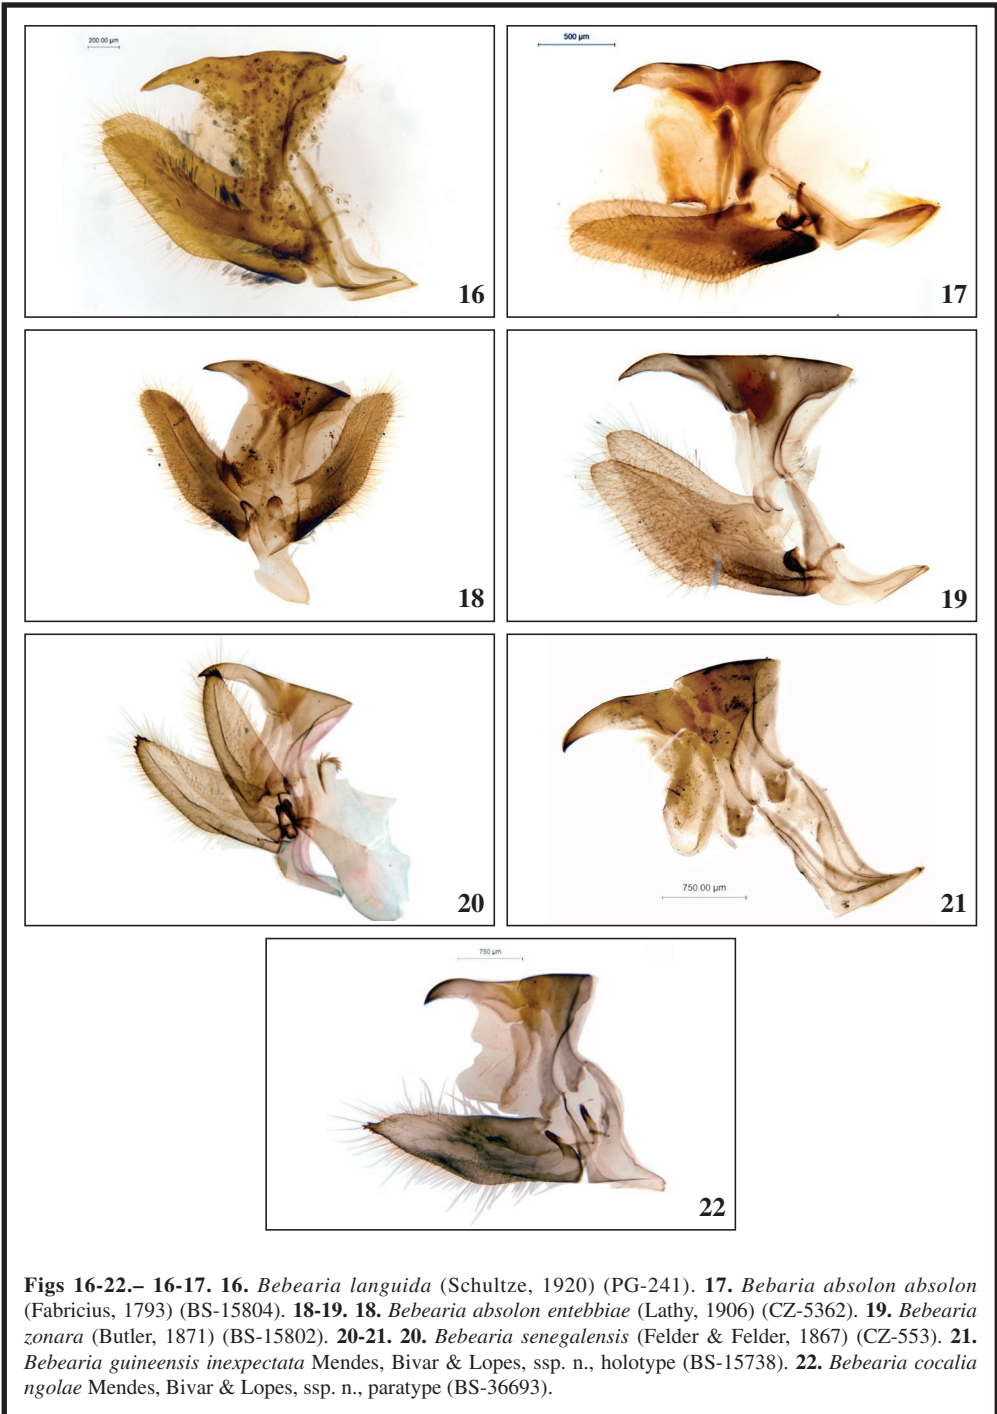 200.00 µm
16
500 µm
17
18
19
20
750.00 µm
21
750 µm
22
Figs 16-22.– 16-17. 16. Bebearia languida (Schultze, 1920) (PG-241). 17. Bebaria absolon absolon
(Fabricius, 1793) (BS-15804). 18-19. 18. Bebearia absolon entebbiae (Lathy, 1906) (CZ-5362). 19. Bebearia
zonara (Butler, 1871) (BS-15802). 20-21. 20. Bebearia senegalensis (Felder & Felder, 1867) (CZ-553). 21.
Bebearia guineensis inexpectata Mendes, Bivar & Lopes, ssp. n., holotype (BS-15738). 22. Bebearia cocalia
ngolae Mendes, Bivar & Lopes, ssp. n., paratype (BS-36693).